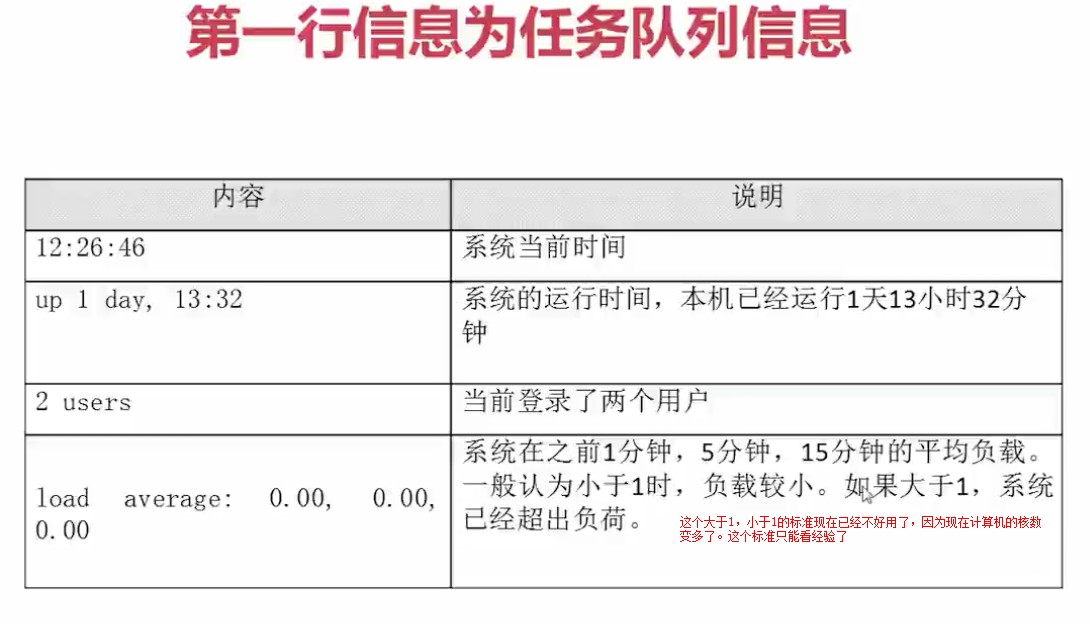 第一行信息为任务队列信息
内容
说明
12:26:46
系统当前时间
up 1 day, 13:32
系统的运行时间，本机已经运行1天13小时32分
钟
2 users
当前登录了两个用户
load average: 0.00, 0.00,
0.00
系统在之前1分钟，5分钟，15分钟的平均负载。
一般认为小于1时，负载较小。如果大于1，系统
已经超出负荷。
这个大于1，小于1的标准现在已经不好用了，因为现在计算机的核数
变多了。这个标准只能看经验了